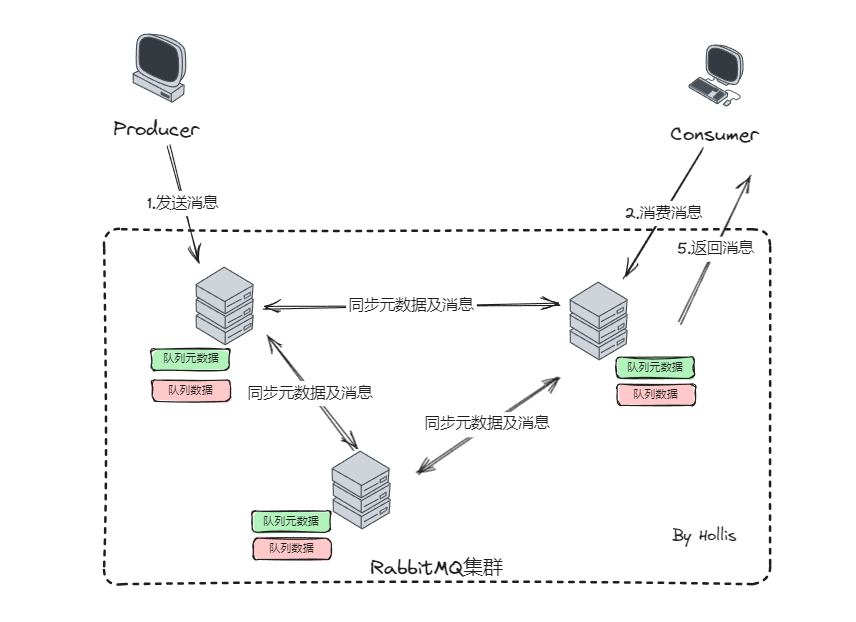 Producer
Consumer
1.发送消息
2.消费消息
5.返回消息
同步元数据及消息
队列元数据
队列数据
队列元数据
队列数据
同步元数据及消息
同步元数据及消息
队列元数据
队列数据
By Hollis
RabbitMQ集群